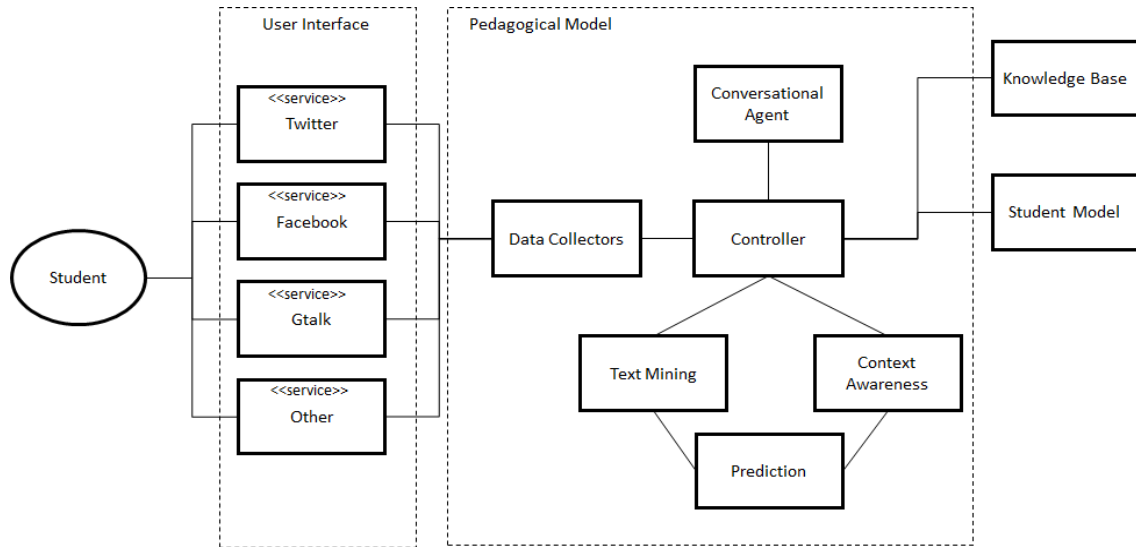 User Interface
Pedagogical Model
<<service>>
Twitter
<<service>>
Facebook
<<service>>
Gtalk
<<service>>
Other
Student
Data Collectors
Conversational
Agent
Controller
Text Mining
Context
Awareness
Prediction
Knowledge Base
Student Model